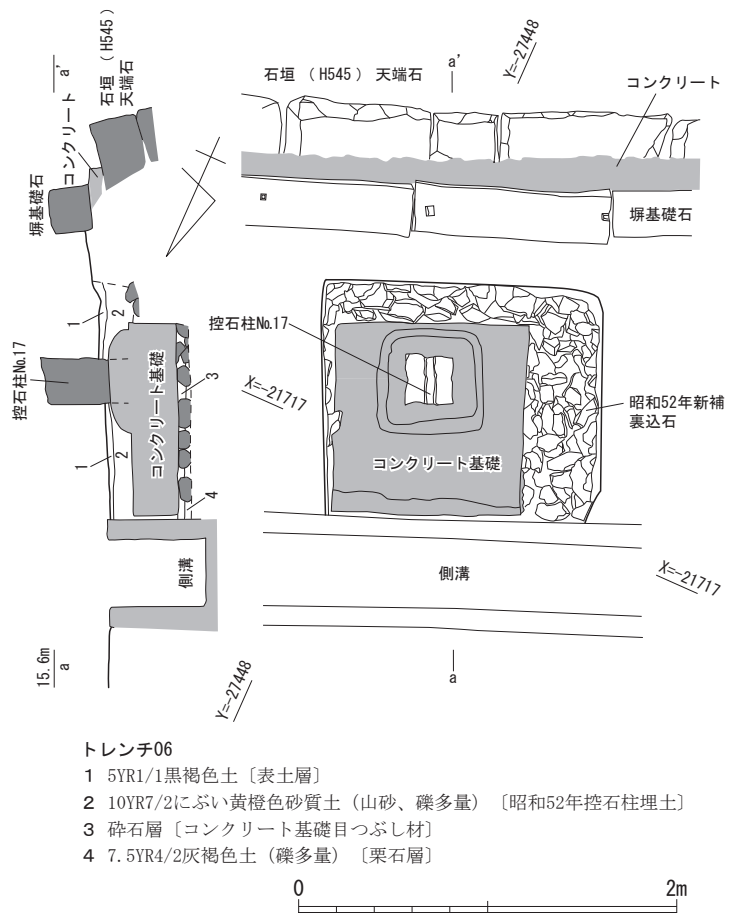 a'
石垣（H545）
天端石
コンクリート
塀基礎石
石垣（H545）天端石
a'
Y=-27448
コンクリート
塀基礎石
1
2
控石柱No.17
コンクリート基礎
3
1
2
4
側溝
15.6m
a
控石柱No.17
X=-21717
コンクリート基礎
昭和52年新補
裏込石
側溝
X=-21717
a
Y=-27448
トレンチ06
1 5YR1/1黒褐色土〔表土層〕
2 10YR7/2にぶい黄橙色砂質土（山砂、礫多量）〔昭和52年控石柱埋土〕
3 砕石層〔コンクリート基礎目つぶし材〕
4 7.5YR4/2灰褐色土（礫多量）〔栗石層〕
0 2m